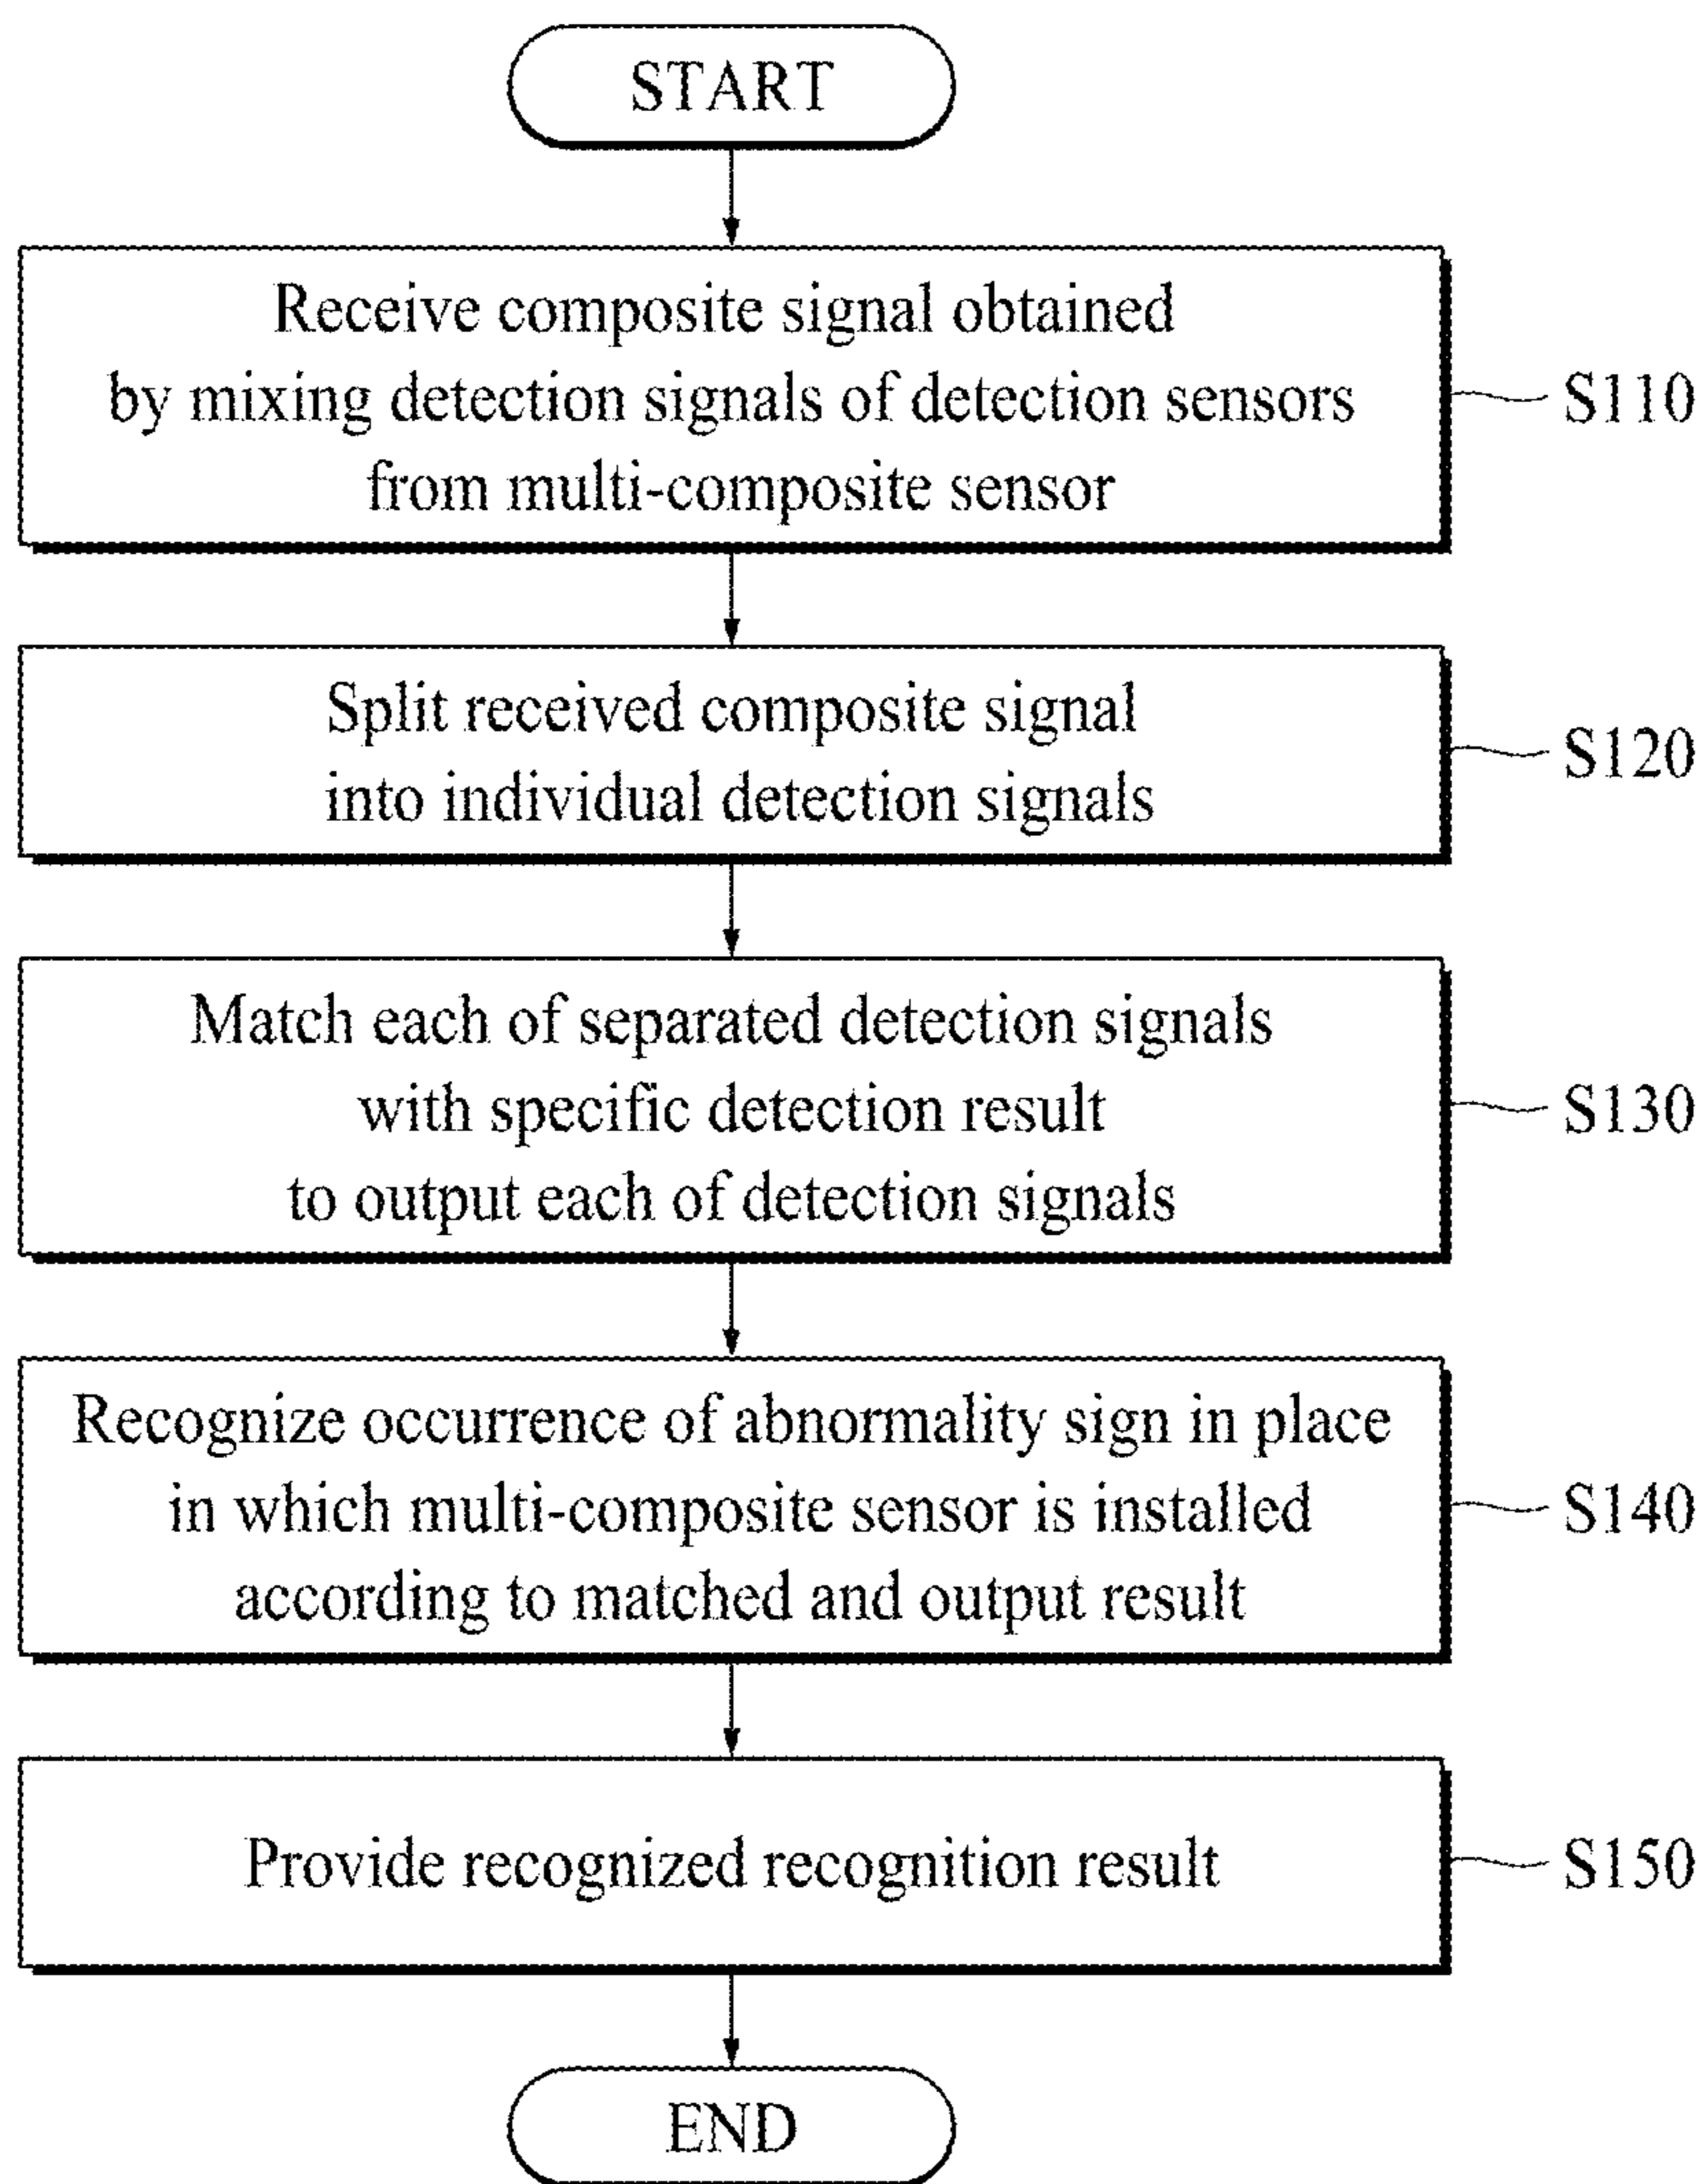 START
Receive composite signal obtained
by mixing detection signals of detection sensors
from multi-composite sensor
S110
Split received composite signal
into individual detection signals
S120
Match each of separated detection signals
with specific detection result
to output each of detection signals
S130
Recognize occurrence of abnormality sign in place
in which multi-composite sensor is installed
according to matched and output result
S140
Provide recognized recognition result
S150
END